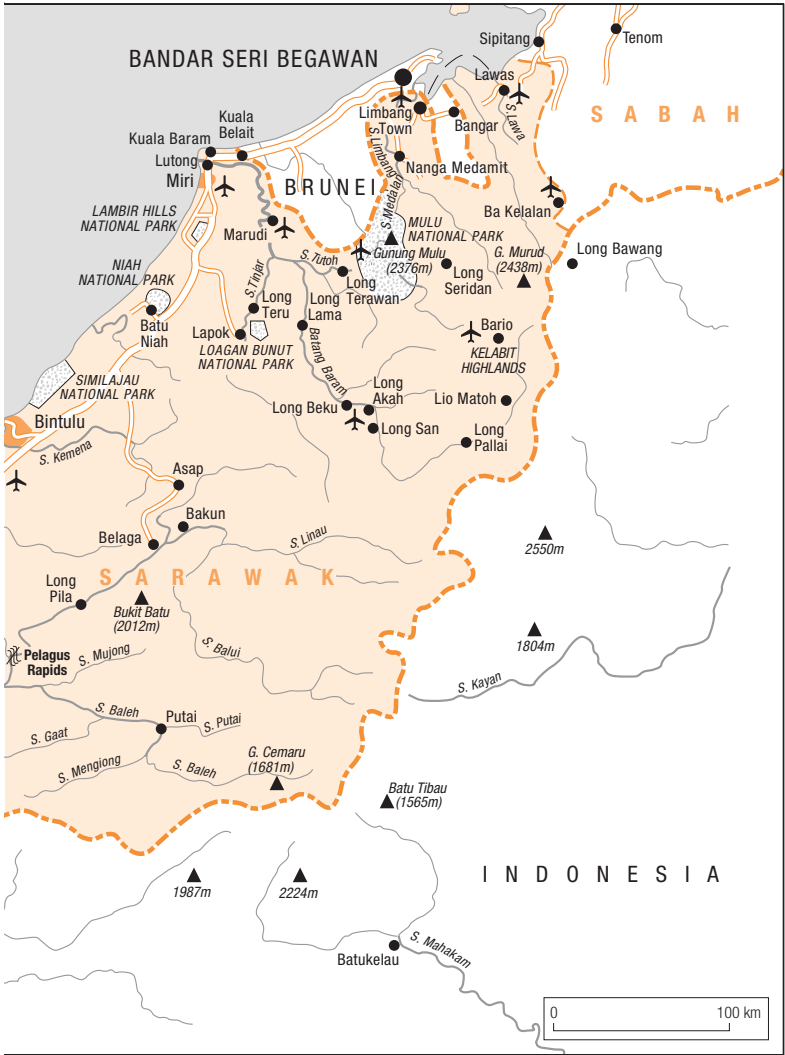 Sipitang
Tenom
BANDAR SERI BEGAWAN
Lawas
S. Lawa
SABAH
Kuala
Belait
Limbang
Town
Bangar
Kuala Baram
Lutong
Miri
S.Limbang
Nanga Medamit
BRUNEI
S.Medalan
Ba Kelalan
LAMBIR HILLS
NATIONAL PARK
Marudi
MULU
NATIONAL PARK
Gunung Mulu
(2376m)
G. Murud
(2438m)
Long Bawang
S. Tutoh
NIAH
NATIONAL PARK
S.Tinjar
Long
Terawan
Long
Seridan
Long
Teru
Long
Lama
Batu
Niah
Lapok
LOAGAN BUNUT
NATIONAL PARK
Batang Baram
Bario
KELABIT
HIGHLANDS
SIMILAJAU
NATIONAL PARK
Long
Akah
Long Beku
Lio Matoh
Bintulu
Long San
Long
Pallai
S. Kemena
Asap
Bakun
Belaga
S. Linau
2550m
SARAWAK
Long
Pila
Bukit Batu
(2012m)
1804m
Pelagus
Rapids
S. Mujong
S. Balui
S. Kayan
S. Baleh
Putai
S. Putai
S. Gaat
S. Mengiong
S. Baleh
G. Cemaru
(1681m)
Batu Tibau
(1565m)
1987m
2224m
INDONESIA
Batukelau
S. Mahakam
0
100 km